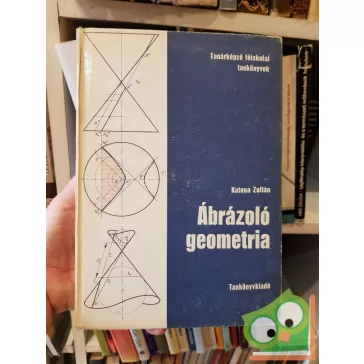 Tanárképző főiskolai
tankönyvek
Katona Zoltán
Ábrázoló
geometria
Tankönyvkiadó